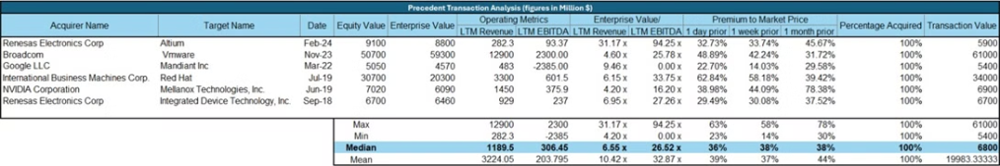 Precedent Transaction Analysis (figures in Million $)
Operating Metrics Enterprise Value/ Premium to Market Price
Acquirer Name Target Name Date Equity Value Enterprise Value LTM Revenue LTM EBITDA LTM Revenue LTM EBITDA 1 day prior 1 week prior 1 month prior Percentage Acquired Transaction Value
Renesas Electronics Corp Altium Feb-24 9100 8800 282.3 93.37 31.17 x 94.25 x 32.73% 33.74% 45.67% 100% 5900
Broadcom Vmware Nov-23 50700 59300 12900 2300.00 4.60 x 25.78 x 48.89% 42.24% 31.72% 100% 61000
Google LLC Mandiant Inc Mar-22 5050 4570 483 -2385.00 9.46 x 0.00 x 22.70% 14.03% 29.58% 100% 5400
International Business Machines Corp. Red Hat Jul-19 30700 20300 3300 601.5 6.15 x 33.75 x 62.84% 58.18% 39.42% 100% 34000
NVIDIA Corporation Mellanox Technologies, Inc. Jun-19 7020 6090 1450 375.9 4.20 x 16.20 x 38.98% 44.09% 78.38% 100% 6900
Renesas Electronics Corp Integrated Device Technology, Inc. Sep-18 6700 6460 929 237 6.95 x 27.26 x 29.49% 30.08% 37.52% 100% 6700
Max 12900 2300 31.17 x 94.25 x 63% 58% 78% 100% 61000
Min 282.3 -2385 4.20 x 0.00 x 23% 14% 30% 100% 5400
Median 1189.5 306.45 6.55 x 26.52 x 36% 38% 38% 100% 6800
Mean 3224.05 203.795 10.42 x 32.87 x 39% 37% 44% 100% 19983.33333